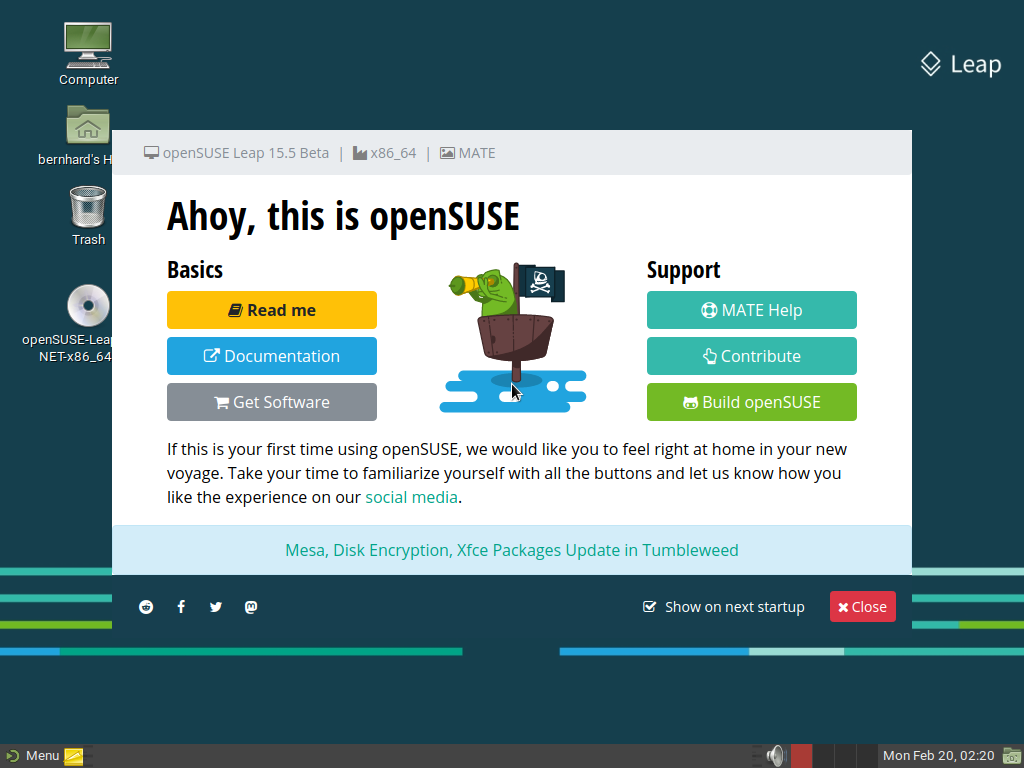 Computer
Leap
bernhard's H
openSUSE Leap 15.5 Beta | x86_64 | MATE
Ahoy, this is openSUSE
Trash
Basics
Support
Read me
MATE Help
Documentation
Contribute
Get Software
Build openSUSE
openSUSE-Leap
NET-x86_64
If this is your first time using openSUSE, we would like you to feel right at home in your new
voyage. Take your time to familiarize yourself with all the buttons and let us know how you
like the experience on our social media.
Mesa, Disk Encryption, Xfce Packages Update in Tumbleweed
Show on next startup
Close
Menu
Mon Feb 20, 02:20